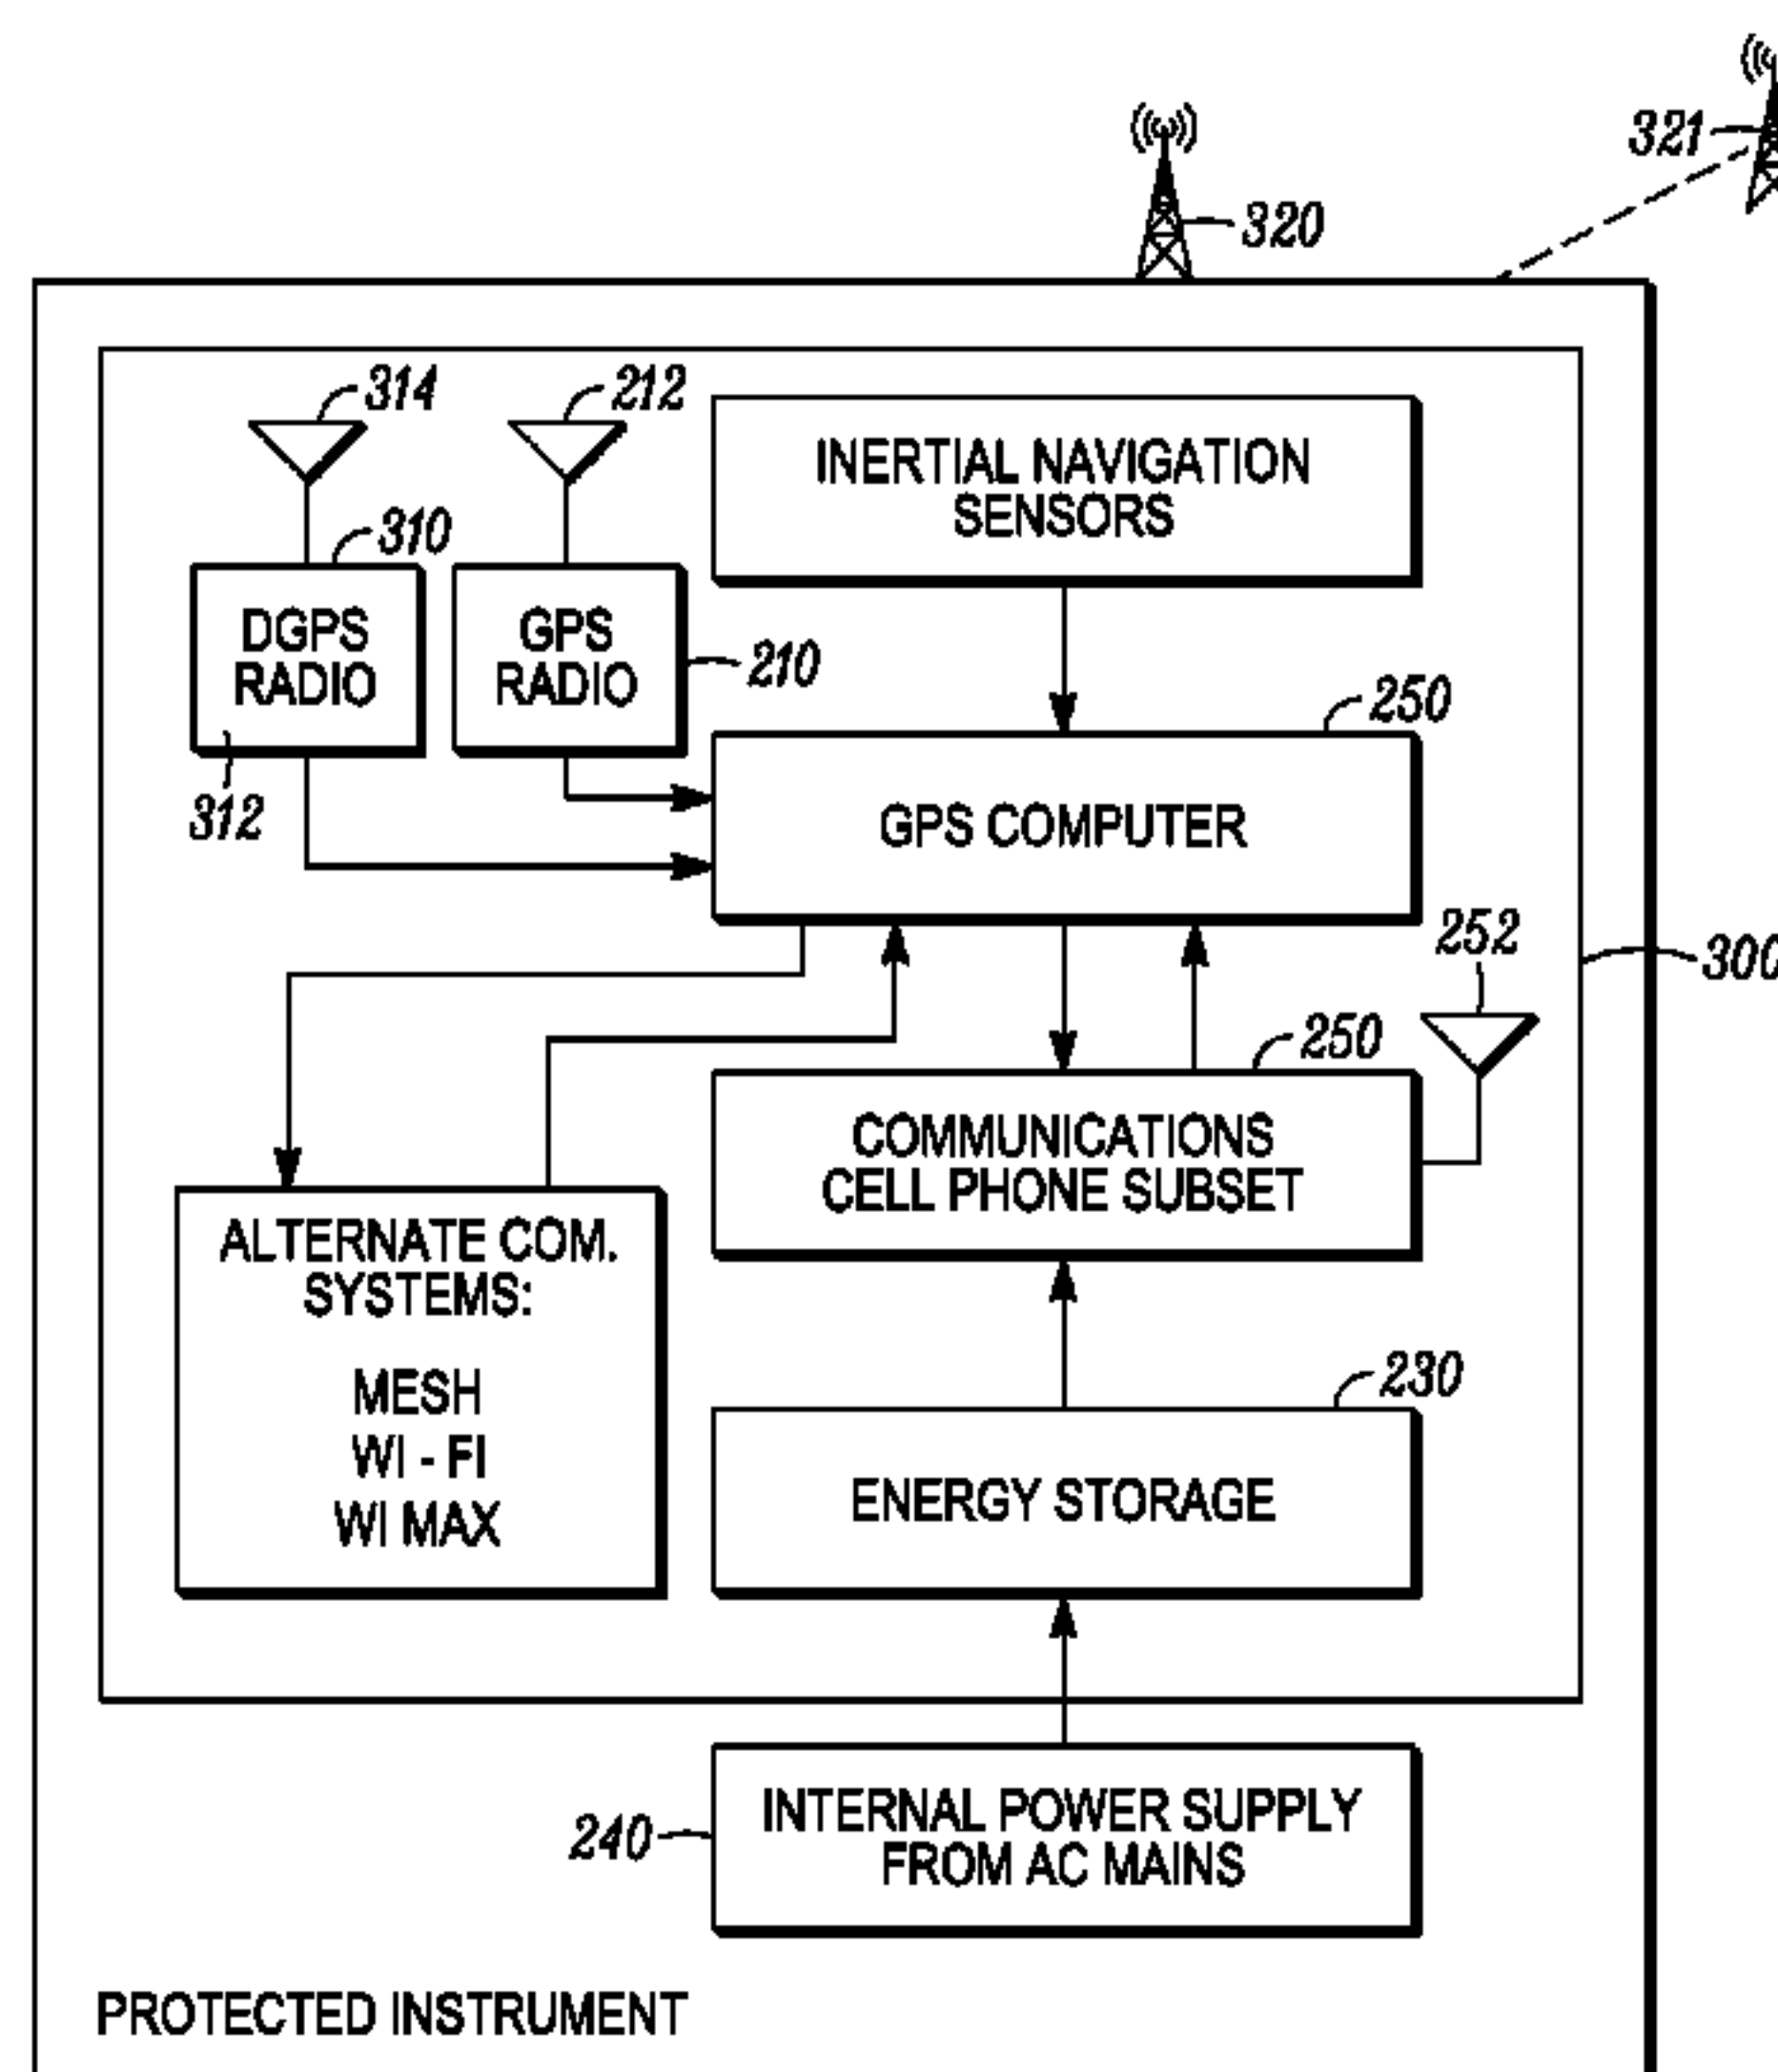 321
320
314
212
INERTIAL NAVIGATION
SENSORS
310
DGPS
RADIO
GPS
RADIO
210
250
312
GPS COMPUTER
252
300
250
COMMUNICATIONS
CELL PHONE SUBSET
ALTERNATE COM.
SYSTEMS:
MESH
WI - FI
WI MAX
230
ENERGY STORAGE
240
INTERNAL POWER SUPPLY
FROM AC MAINS
PROTECTED INSTRUMENT